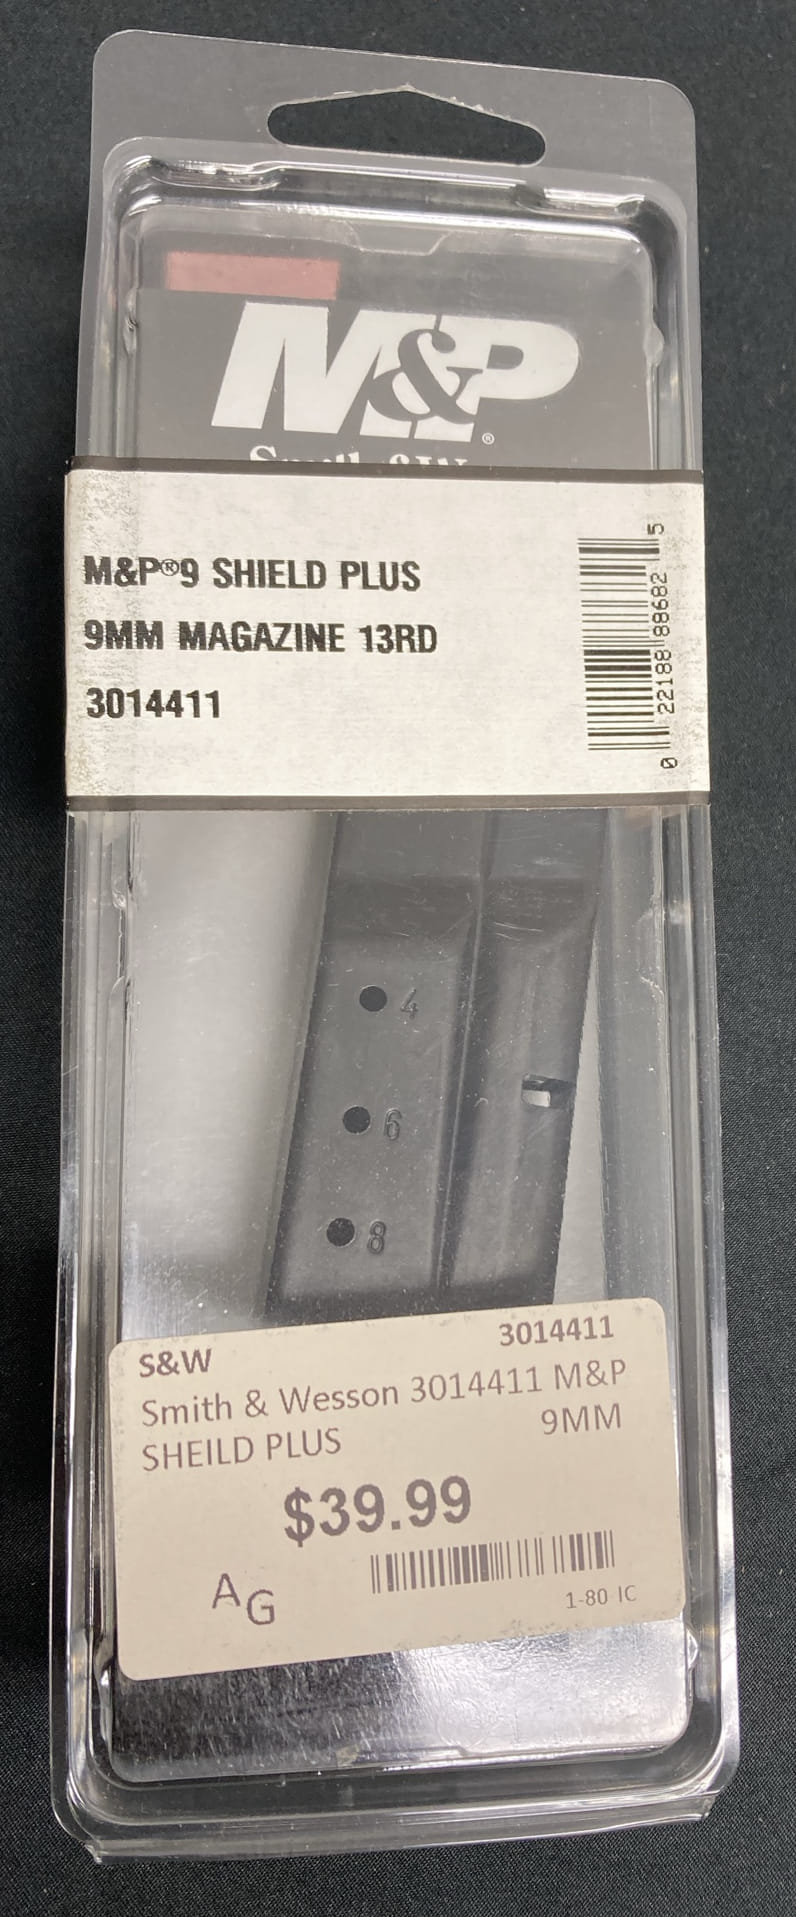 M&P®
M&P®9 SHIELD PLUS
9MM MAGAZINE 13RD
3014411
0 22188 88682 5
4
6
8
S&W 3014411
Smith & Wesson 3014411 M&P
SHEILD PLUS 9MM
$39.99
AG
1-80 IC